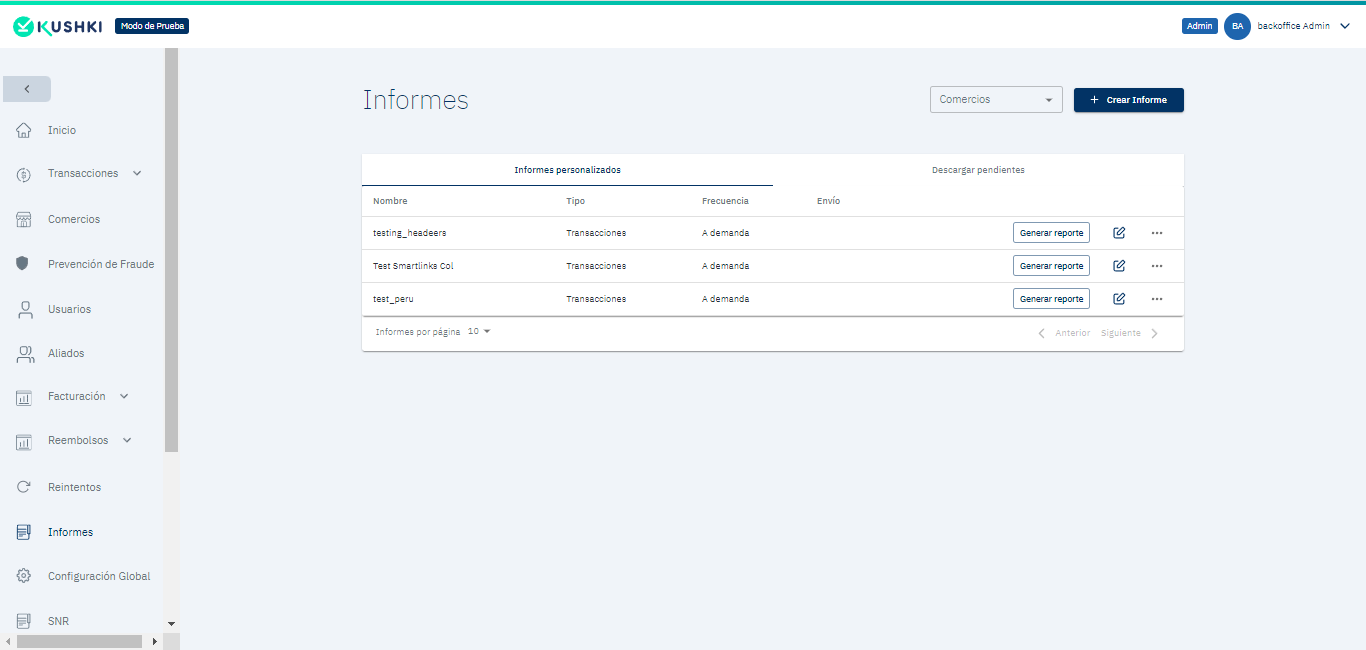 KUSHKI Modo de Prueba Admin BA backoffice Admin
Inicio
Transacciones
Comercios
Prevención de Fraude
Usuarios
Aliados
Facturación
Reembolsos
Reintentos
Informes
Configuración Global
SNR
Informes Comercios + Crear Informe
Informes personalizados Descargar pendientes
Nombre Tipo Frecuencia Envío
testing_headeers Transacciones A demanda Generar reporte
Test Smartlinks Col Transacciones A demanda Generar reporte
test_peru Transacciones A demanda Generar reporte
Informes por página 10 Anterior Siguiente